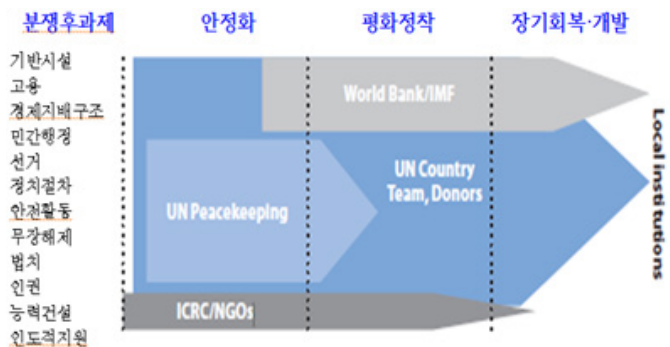 분쟁후과제 안정화 평화정착 장기회복·개발
기반시설
고용
경제지배구조
민간행정
선거
정치절차
안전활동
무장해제
법치
인권
능력건설
인도적지원
World Bank/IMF
UN Country
Team, Donors
UN Peacekeeping
ICRC/NGOs
Local institutions